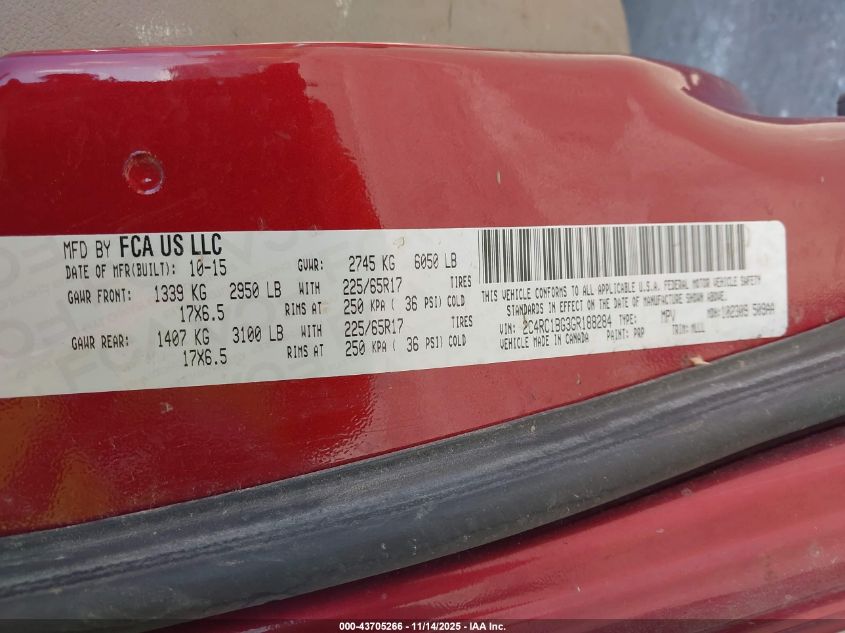 MFD BY FCA US LLC
DATE OF MFR(BUILT): 10-15 GVWR: 2745 KG 6050 LB
GAWR FRONT: 1339 KG 2950 LB WITH 225/65R17 TIRES
17X6.5 RIMS AT 250 KPA ( 36 PSI) COLD
GAWR REAR: 1407 KG 3100 LB WITH 225/65R17 TIRES
17X6.5 RIMS AT 250 KPA ( 36 PSI) COLD
THIS VEHICLE CONFORMS TO ALL APPLICABLE U.S.A. FEDERAL MOTOR VEHICLE SAFETY
STANDARDS IN EFFECT ON THE DATE OF MANUFACTURE SHOWN ABOVE.
VIN: 2C4RC1BG3GR188284 TYPE: MPV MDH: 102309 509AA
VEHICLE MADE IN CANADA PAINT: PRP TRIM:
000-43705266 - 11/14/2025 - IAA Inc.